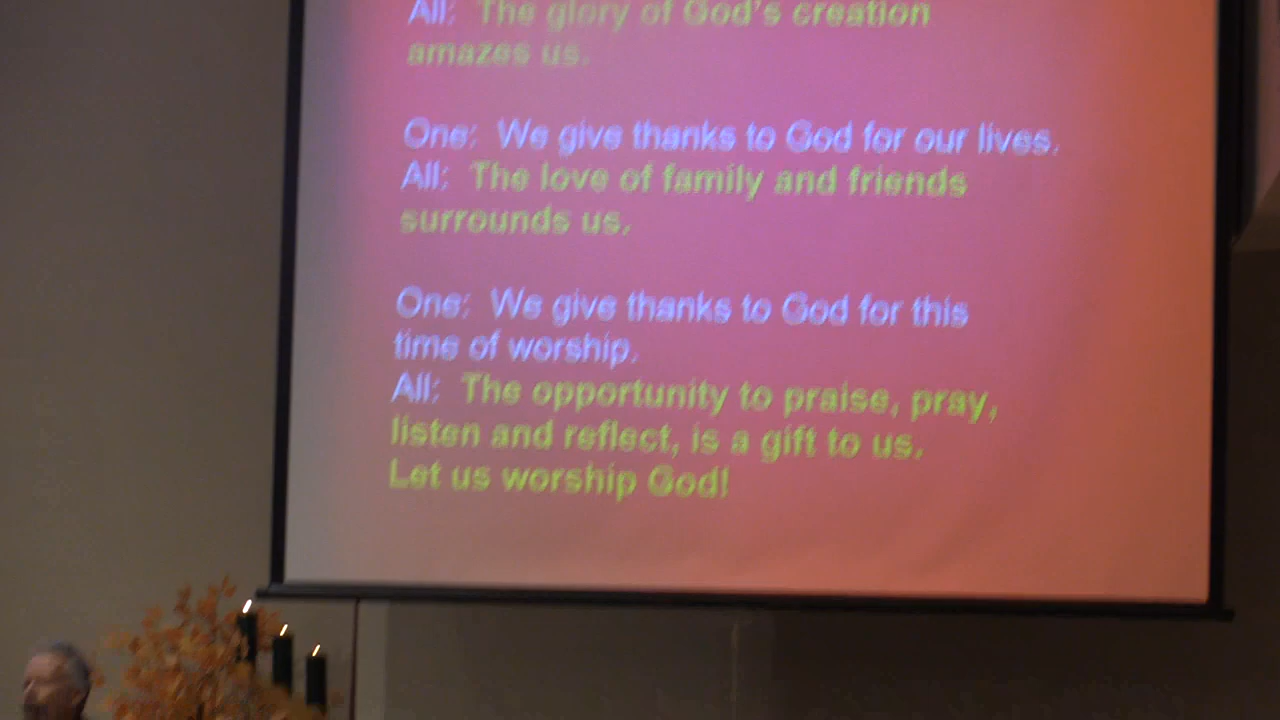 All: The glory of God's creation
amazes us.
One: We give thanks to God for our lives.
All: The love of family and friends
surrounds us.
One: We give thanks to God for this
time of worship.
All: The opportunity to praise, pray,
listen and reflect, is a gift to us.
Let us worship God!